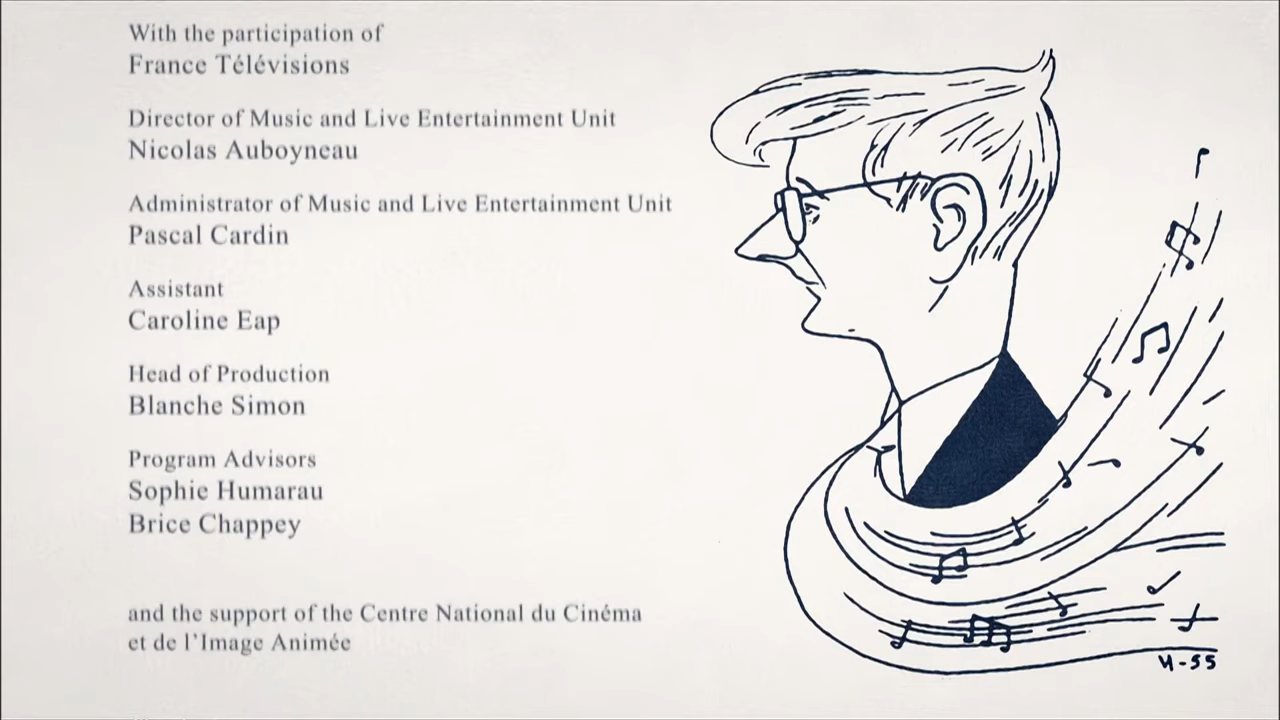 With the participation of
France Télévisions
Director of Music and Live Entertainment Unit
Nicolas Auboyneau
Administrator of Music and Live Entertainment Unit
Pascal Cardin
Assistant
Caroline Eap
Head of Production
Blanche Simon
Program Advisors
Sophie Humarau
Brice Chappey
and the support of the Centre National du Cinéma
et de l'Image Animée